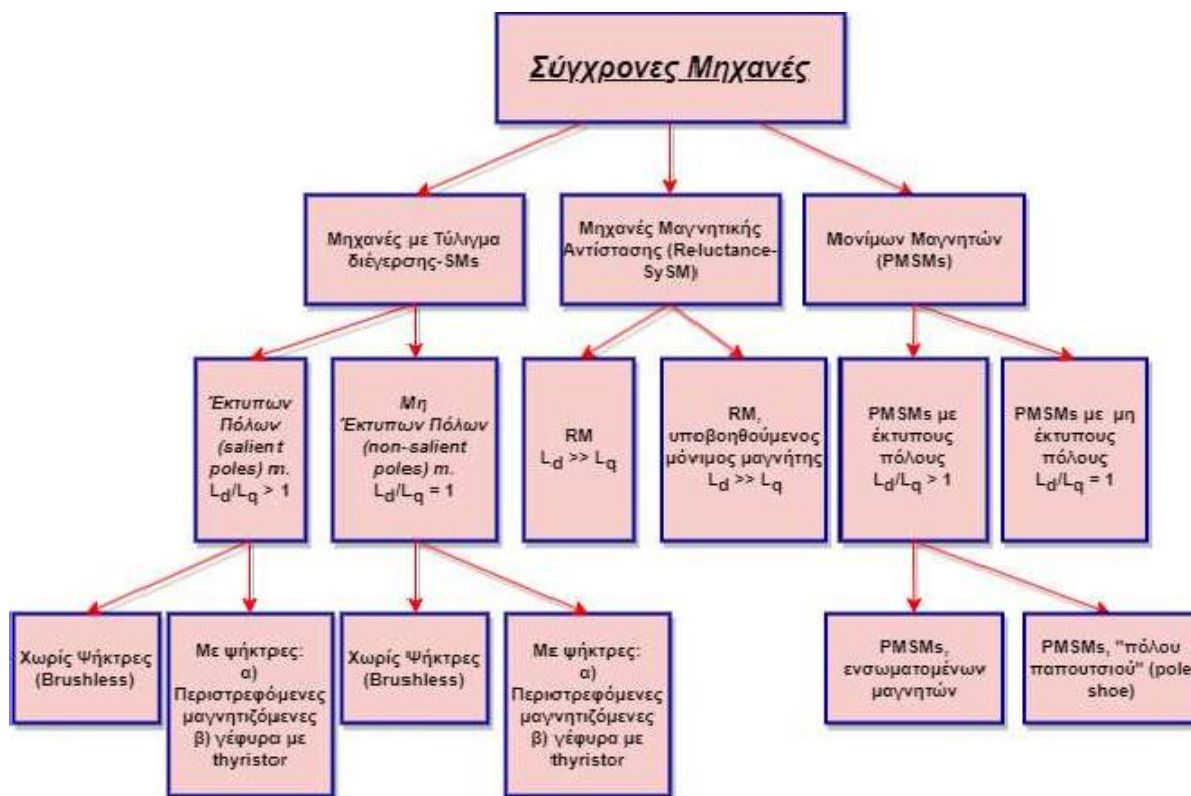 Σύγχρονες Μηχανές
Μηχανές με Τύλιγμα
διέγερσης-SMs
Μηχανές Μαγνητικής
Αντίστασης (Reluctance-
SySM)
Μονίμων Μαγνητών
(PMSMs)
Έκτυπων
Πόλων
(salient
poles) m.
Ld/Lq > 1
Μη
Έκτυπων Πόλων
(non-salient
poles) m.
Ld/Lq = 1
RM
Ld >> Lq
RM,
υποβοηθούμενος
μόνιμος μαγνήτης
Ld >> Lq
PMSMs με
έκτυπους
πόλους
Ld/Lq > 1
PMSMs με μη
έκτυπους
πόλους
Ld/Lq = 1
Χωρίς Ψήκτρες
(Brushless)
Με ψήκτρες:
α)
Περιστρεφόμενες
μαγνητιζόμενες
β) γέφυρα με
thyristor
Χωρίς Ψήκτρες
(Brushless)
Με ψήκτρες:
α)
Περιστρεφόμενες
μαγνητιζόμενες
β) γέφυρα με
thyristor
PMSMs,
ενσωματομένων
μαγνητών
PMSMs, "πόλου
παπουτσιού" (pole
shoe)